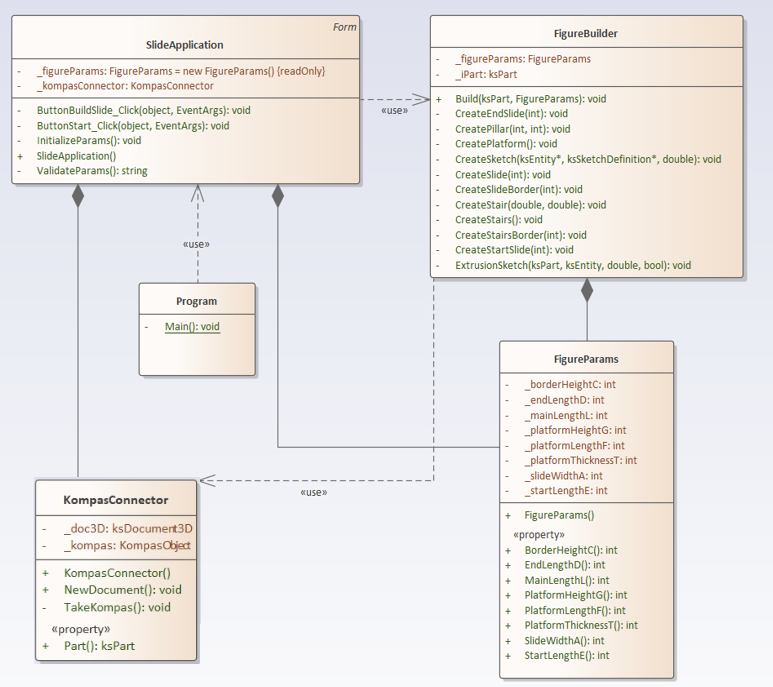 Form
SlideApplication
- _figureParams: FigureParams = new FigureParams() {readOnly}
- _kompasConnector: KompasConnector
- ButtonBuildSlide_Click(object, EventArgs): void
- ButtonStart_Click(object, EventArgs): void
- InitializeParams(): void
+ SlideApplication()
- ValidateParams(): string
«use»
FigureBuilder
- _figureParams: FigureParams
- _iPart: ksPart
+ Build(ksPart, FigureParams): void
- CreateEndSlide(int): void
- CreatePillar(int, int): void
- CreatePlatform(): void
- CreateSketch(ksEntity*, ksSketchDefinition*, double): void
- CreateSlide(int): void
- CreateSlideBorder(int): void
- CreateStair(double, double): void
- CreateStairs(): void
- CreateStairsBorder(int): void
- CreateStartSlide(int): void
- ExtrusionSketch(ksPart, ksEntity, double, bool): void
«use»
Program
- Main(): void
FigureParams
- _borderHeightC: int
- _endLengthD: int
- _mainLengthL: int
- _platformHeightG: int
- _platformLengthF: int
- _platformThicknessT: int
- _slideWidthA: int
- _startLengthE: int
+ FigureParams()
«property»
+ BorderHeightC(): int
+ EndLengthD(): int
+ MainLengthL(): int
+ PlatformHeightG(): int
+ PlatformLengthF(): int
+ PlatformThicknessT(): int
+ SlideWidthA(): int
+ StartLengthE(): int
«use»
KompasConnector
- _doc3D: ksDocument3D
- _kompas: KompasObject
+ KompasConnector()
+ NewDocument(): void
- TakeKompas(): void
«property»
+ Part(): ksPart